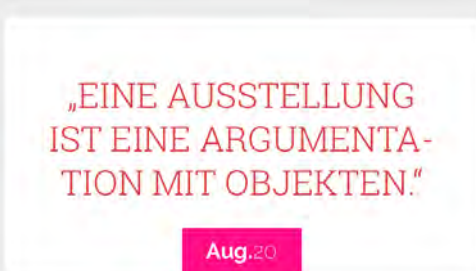 „EINE AUSSTELLUNG
IST EINE ARGUMENTA-
TION MIT OBJEKTEN.“
Aug.20